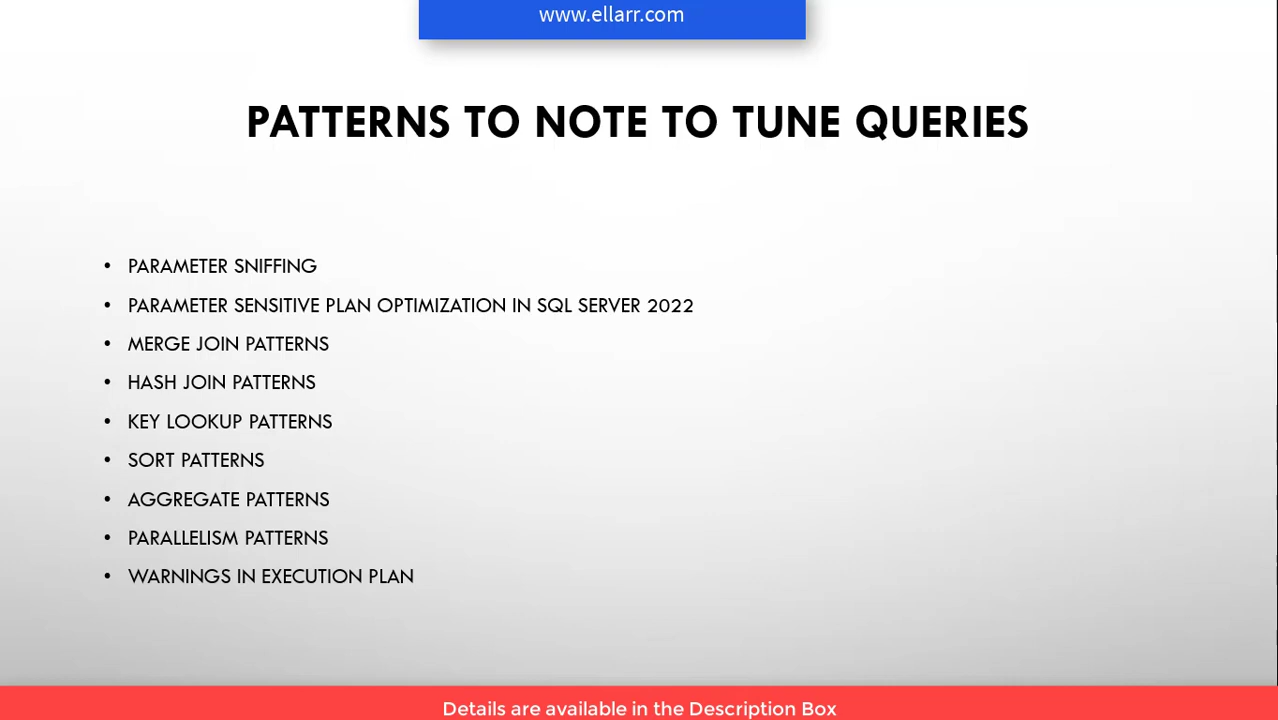 www.ellarr.com
PATTERNS TO NOTE TO TUNE QUERIES
• PARAMETER SNIFFING
• PARAMETER SENSITIVE PLAN OPTIMIZATION IN SQL SERVER 2022
• MERGE JOIN PATTERNS
• HASH JOIN PATTERNS
• KEY LOOKUP PATTERNS
• SORT PATTERNS
• AGGREGATE PATTERNS
• PARALLELISM PATTERNS
• WARNINGS IN EXECUTION PLAN
Details are available in the Description Box